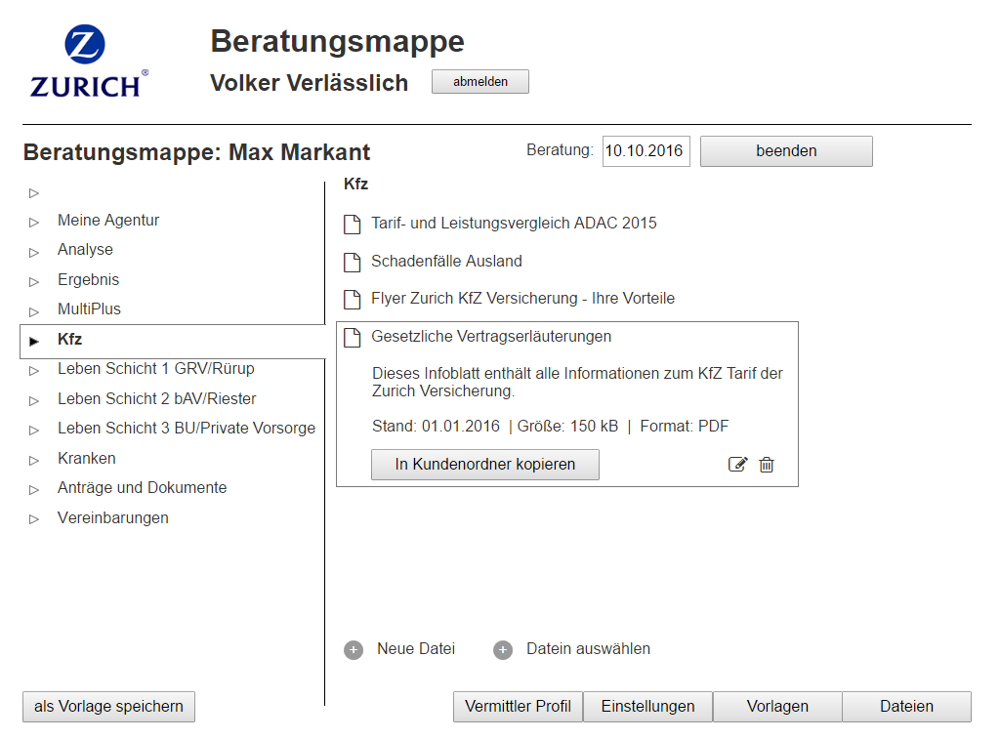 Beratungsmappe
Z
ZURICH®
Volker Verlässlich
abmelden
Beratungsmappe: Max Markant
Beratung: 10.10.2016
beenden
Meine Agentur
Analyse
Ergebnis
MultiPlus
Kfz
Leben Schicht 1 GRV/Rürup
Leben Schicht 2 bAV/Riester
Leben Schicht 3 BU/Private Vorsorge
Kranken
Anträge und Dokumente
Vereinbarungen
Kfz
Tarif- und Leistungsvergleich ADAC 2015
Schadenfälle Ausland
Flyer Zurich KfZ Versicherung - Ihre Vorteile
Gesetzliche Vertragserläuterungen
Dieses Infoblatt enthält alle Informationen zum KfZ Tarif der
Zurich Versicherung.
Stand: 01.01.2016 | Größe: 150 kB | Format: PDF
In Kundenordner kopieren
Neue Datei
Datein auswählen
als Vorlage speichern
Vermittler Profil
Einstellungen
Vorlagen
Dateien